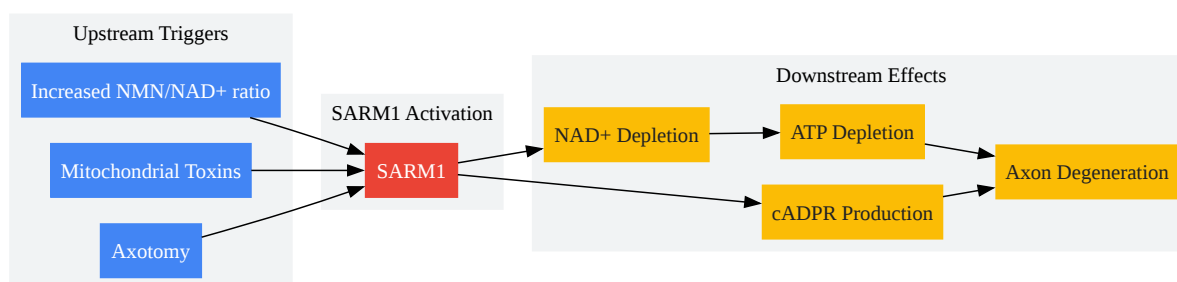 Upstream Triggers
Increased NMN/NAD+ ratio
Mitochondrial Toxins
Axotomy
SARM1 Activation
SARM1
Downstream Effects
NAD+ Depletion
ATP Depletion
cADPR Production
Axon Degeneration